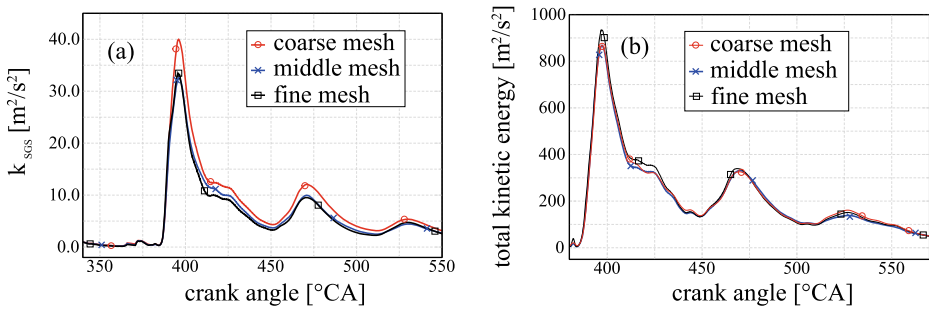 (a)
coarse mesh
middle mesh
fine mesh
k SGS [m²/s²]
40.0
30.0
20.0
10.0
0.0
350
400
450
500
550
crank angle [°CA]
(b)
coarse mesh
middle mesh
fine mesh
total kinetic energy [m²/s²]
1000
800
600
400
200
0
400
450
500
550
crank angle [°CA]